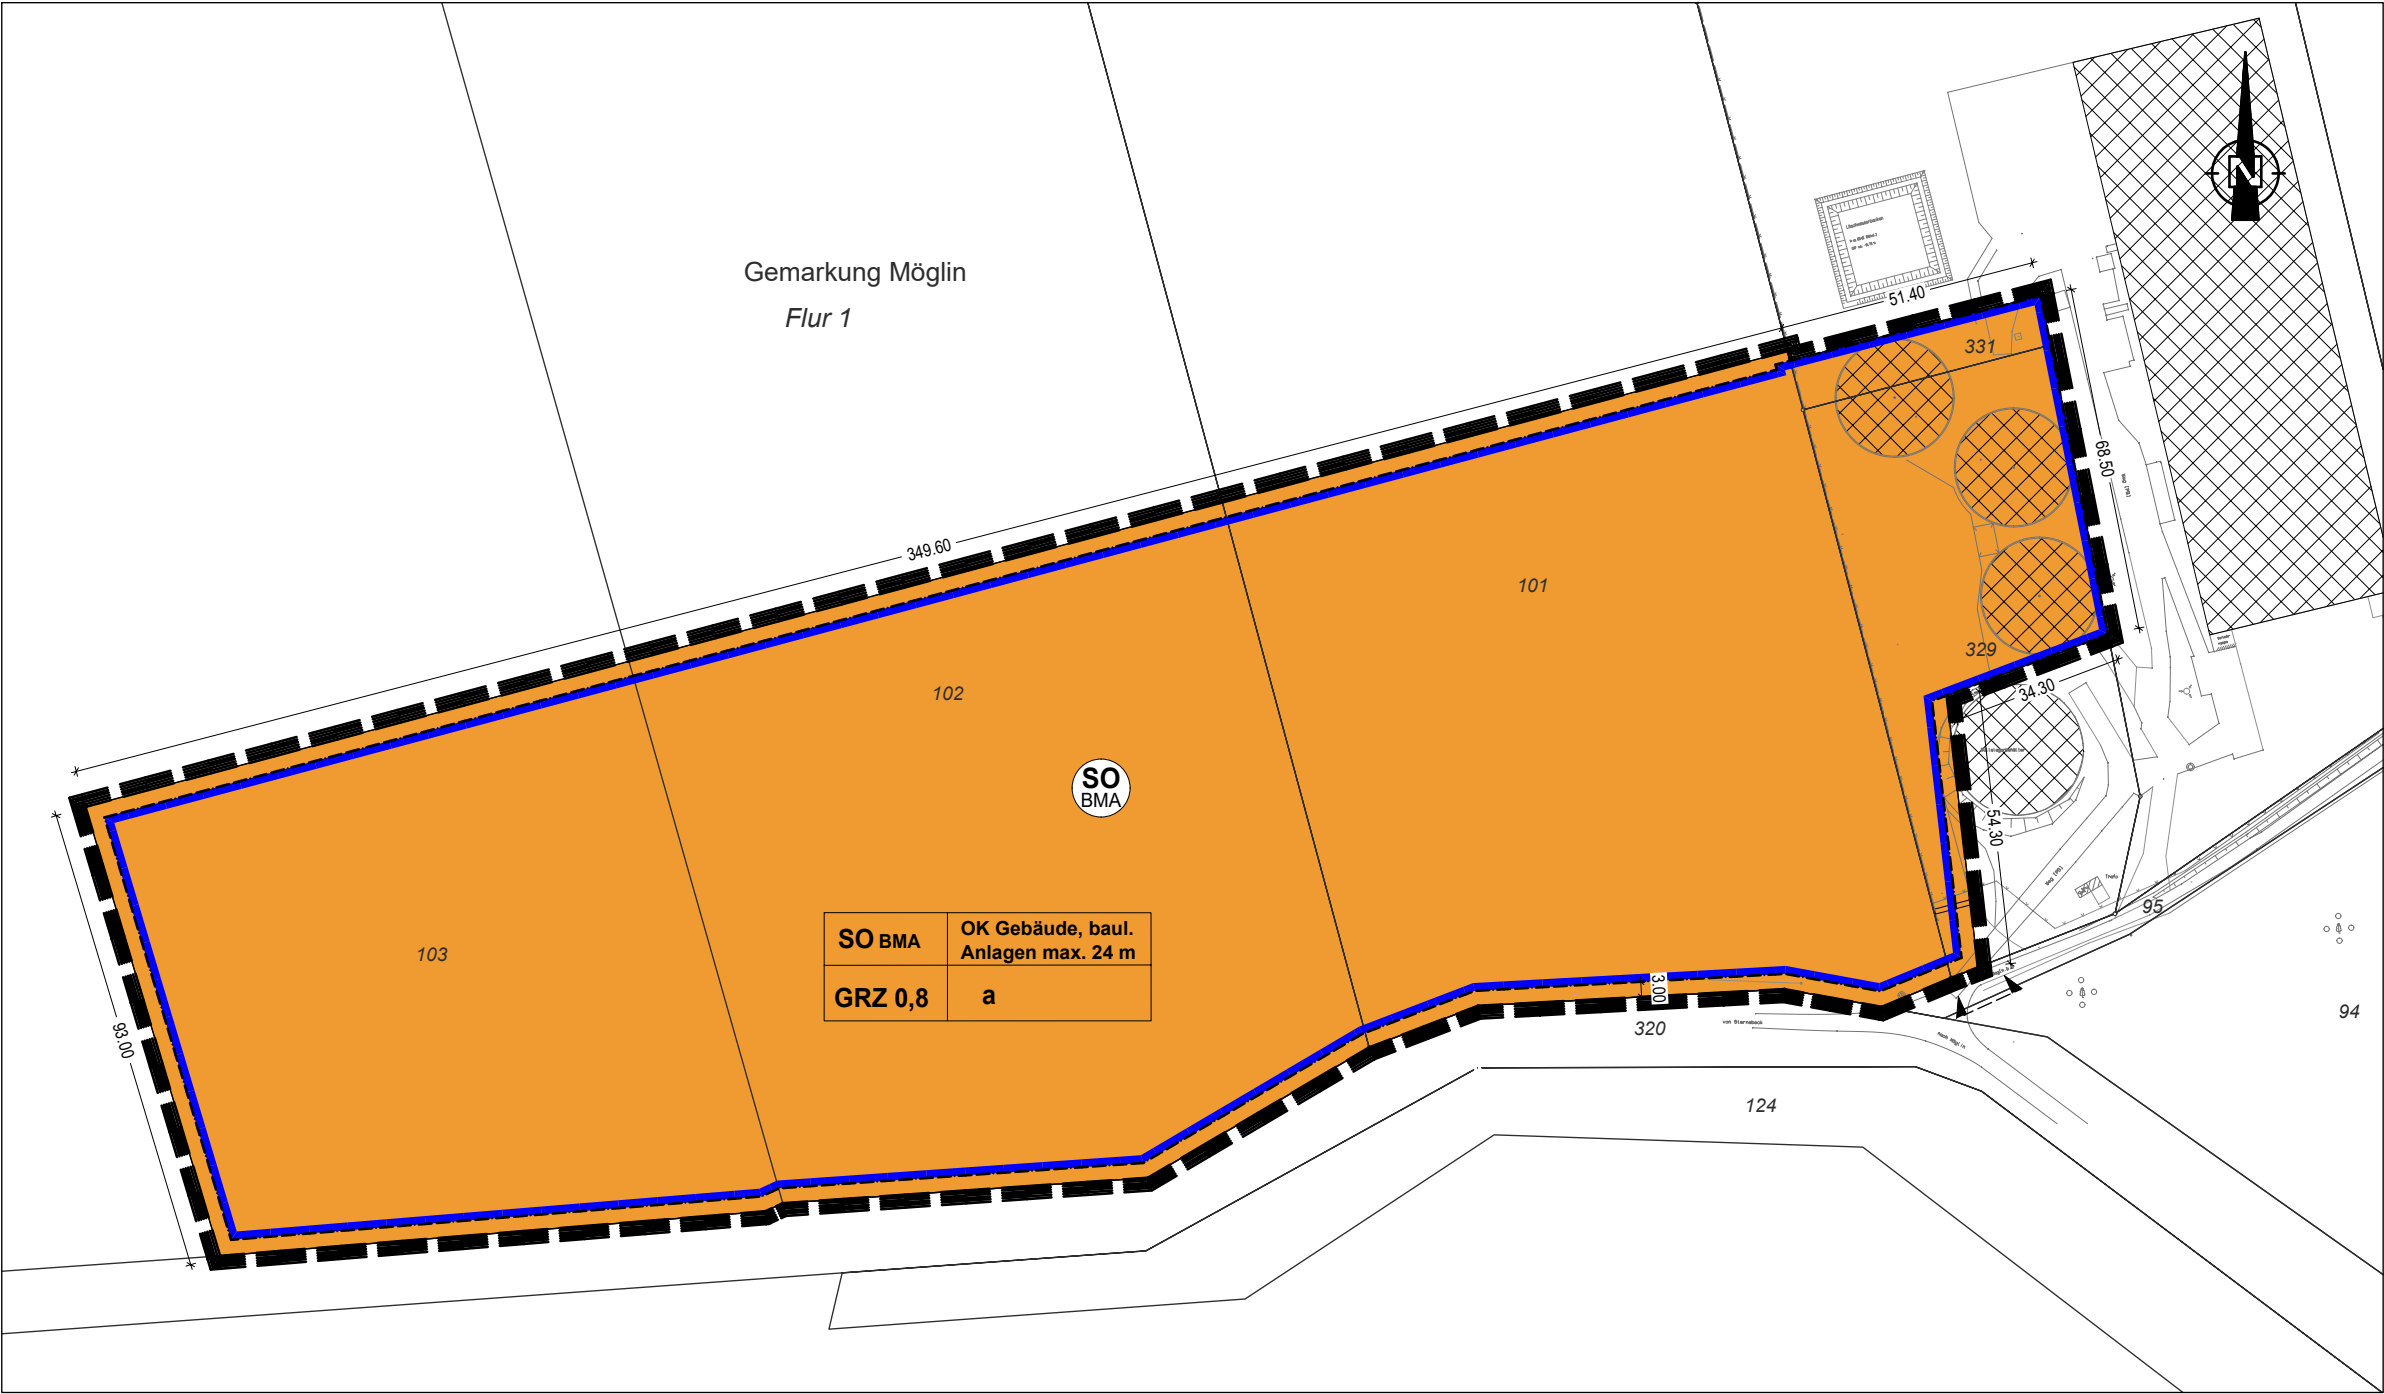 Gemarkung Möglin
Flur 1
N
51.40
331
68.50
349.60
101
102
329
34.30
SO
BMA
54.30
Trafo
95
103
SO BMA
OK Gebäude, baul.
Anlagen max. 24 m
GRZ 0,8
a
3.00
93.00
320
94
124